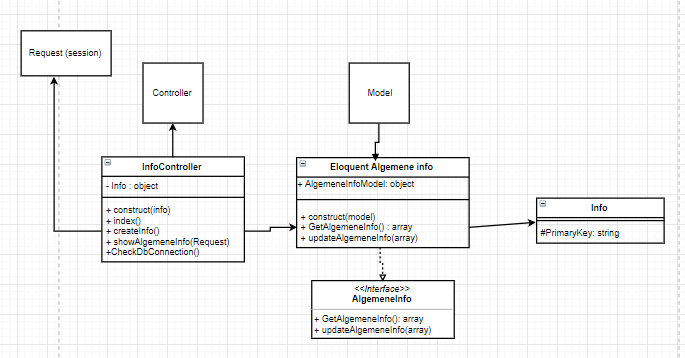 Request (session)
Controller
Model
InfoController
- Info : object
+ construct(info)
+ index()
+ createInfo()
+ showAlgemeneInfo(Request)
+CheckDbConnection()
Eloquent Algemene info
+ AlgemeneInfoModel: object
+ construct(model)
+ GetAlgemeneInfo() : array
+ updateAlgemeneInfo(array)
Info
#PrimaryKey: string
<<Interface>>
AlgemeneInfo
+ GetAlgemeneInfo(): array
+ updateAlgemeneInfo(array)